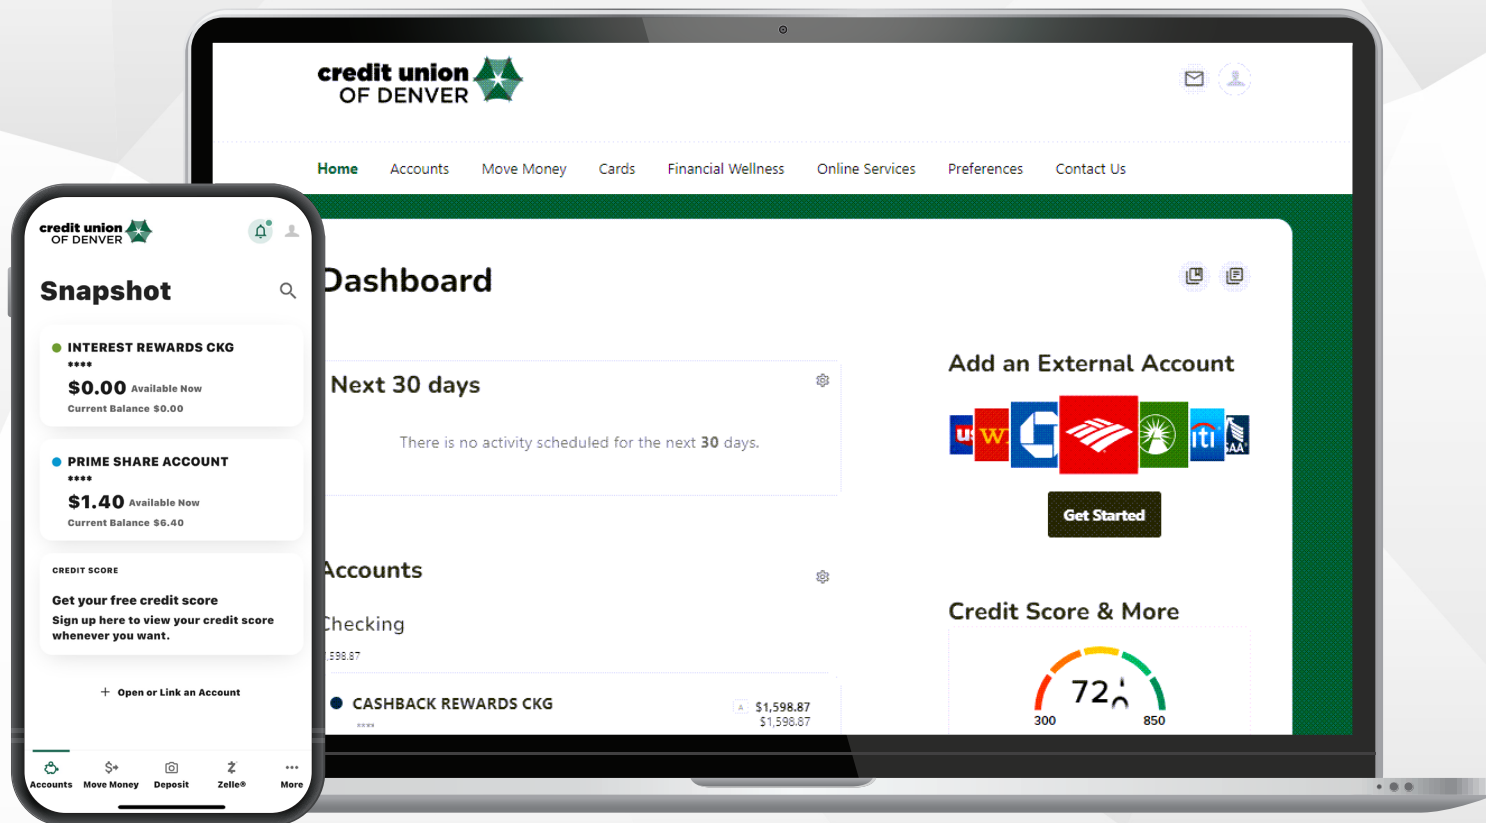 credit union
OF DENVER
Home Accounts Move Money Cards Financial Wellness Online Services Preferences Contact Us
Dashboard
Next 30 days
There is no activity scheduled for the next 30 days.
Accounts
Checking
,598.87
CASHBACK REWARDS CKG
A $1,598.87
****
$1,598.87
Add an External Account
Get Started
Credit Score & More
300 850
credit union
OF DENVER
Snapshot
INTEREST REWARDS CKG
****
$0.00 Available Now
Current Balance $0.00
PRIME SHARE ACCOUNT
****
$1.40 Available Now
Current Balance $6.40
CREDIT SCORE
Get your free credit score
Sign up here to view your credit score
whenever you want.
+ Open or Link an Account
Accounts Move Money Deposit Zelle® More